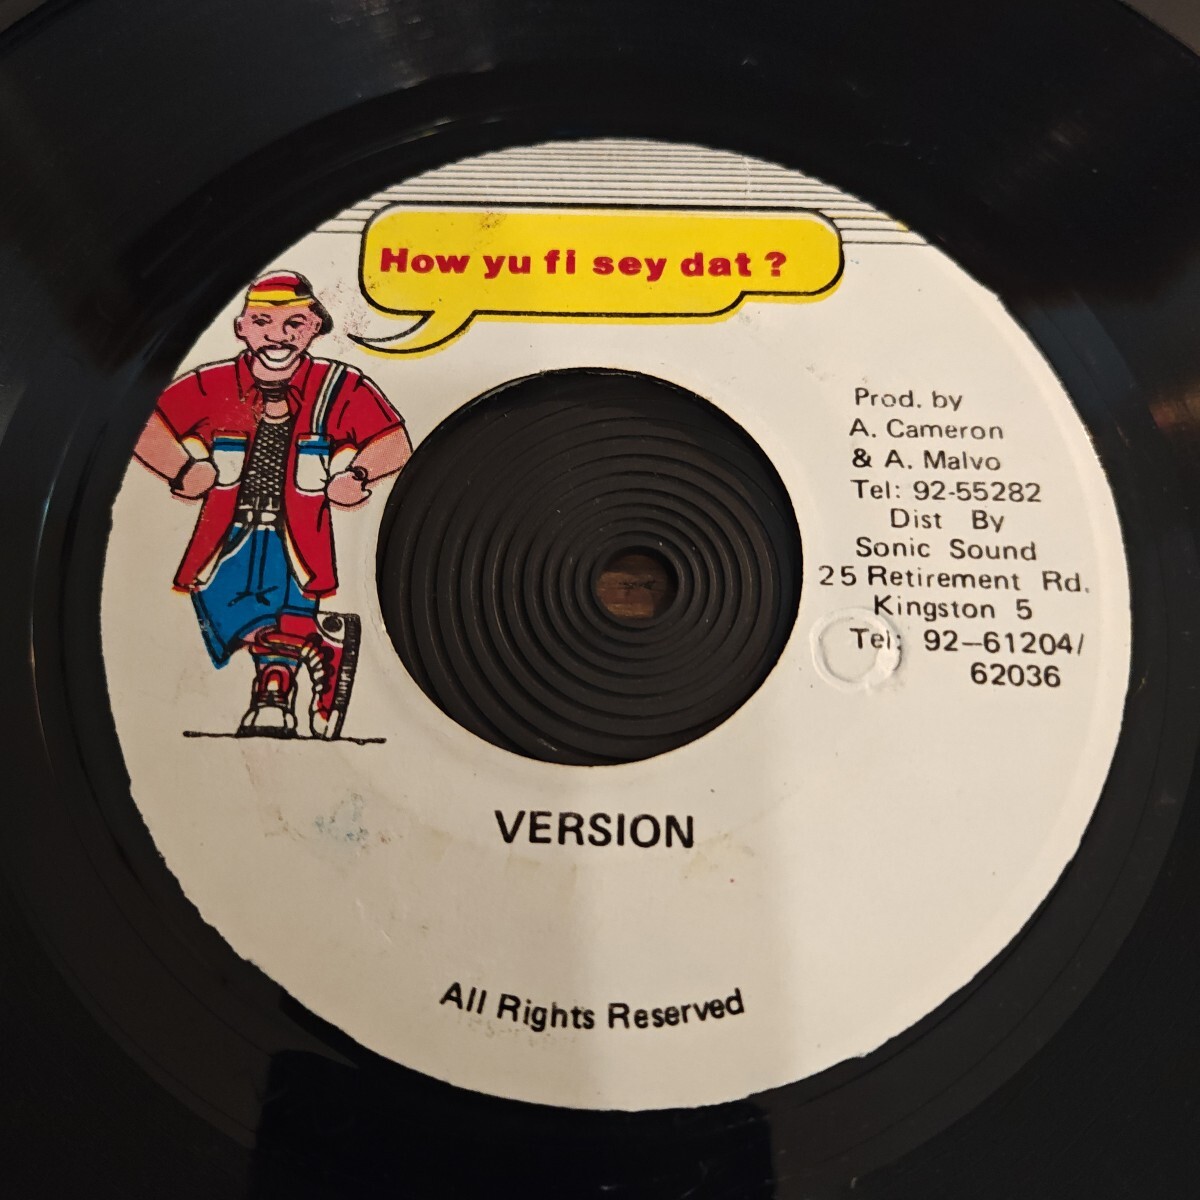 How yu fi sey dat ?
Prod. by
A. Cameron
& A. Malvo
Tel: 92-55282
Dist By
Sonic Sound
25 Retirement Rd.
Kingston 5
Tel: 92-61204/
62036
VERSION
All Rights Reserved